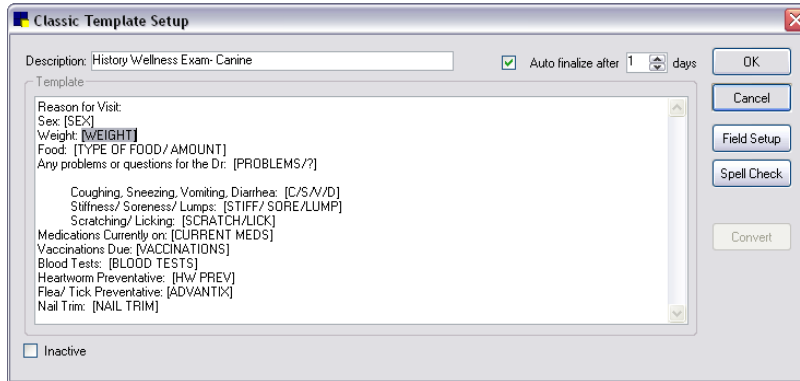 Classic Template Setup
Description: History Wellness Exam- Canine
Auto finalize after 1 days
OK
Cancel
Field Setup
Spell Check
Convert
Template
Reason for Visit:
Sex: [SEX]
Weight: [WEIGHT]
Food: [TYPE OF FOOD/ AMOUNT]
Any problems or questions for the Dr: [PROBLEMS/?]
Coughing, Sneezing, Vomiting, Diarrhea: [C/S/V/D]
Stiffness/ Soreness/ Lumps: [STIFF/ SORE /LUMP]
Scratching/ Licking: [SCRATCH/LICK]
Medications Currently on: [CURRENT MEDS]
Vaccinations Due: [VACCINATIONS]
Blood Tests: [BLOOD TESTS]
Heartworm Preventative: [HW PREV]
Flea/ Tick Preventative: [ADVANTIX]
Nail Trim: [NAIL TRIM]
Inactive